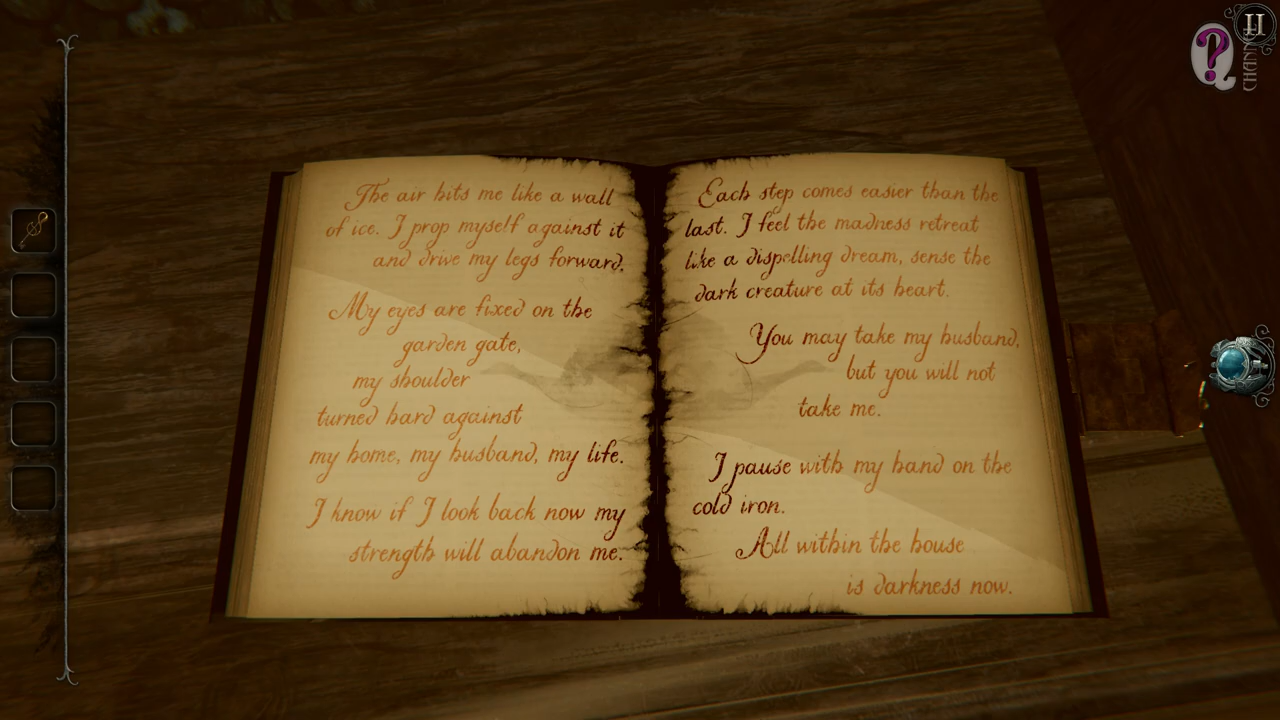 The air hits me like a wall
of ice. I prop myself against it
and drive my legs forward.
My eyes are fixed on the
garden gate,
my shoulder
turned hard against
my home, my husband, my life.
I know if I look back now my
strength will abandon me.
Each step comes easier than the
last. I feel the madness retreat
like a dispelling dream, sense the
dark creature at its heart.
You may take my husband,
but you will not
take me.
I pause with my hand on the
cold iron.
All within the house
is darkness now.
?
CHANNEL
II